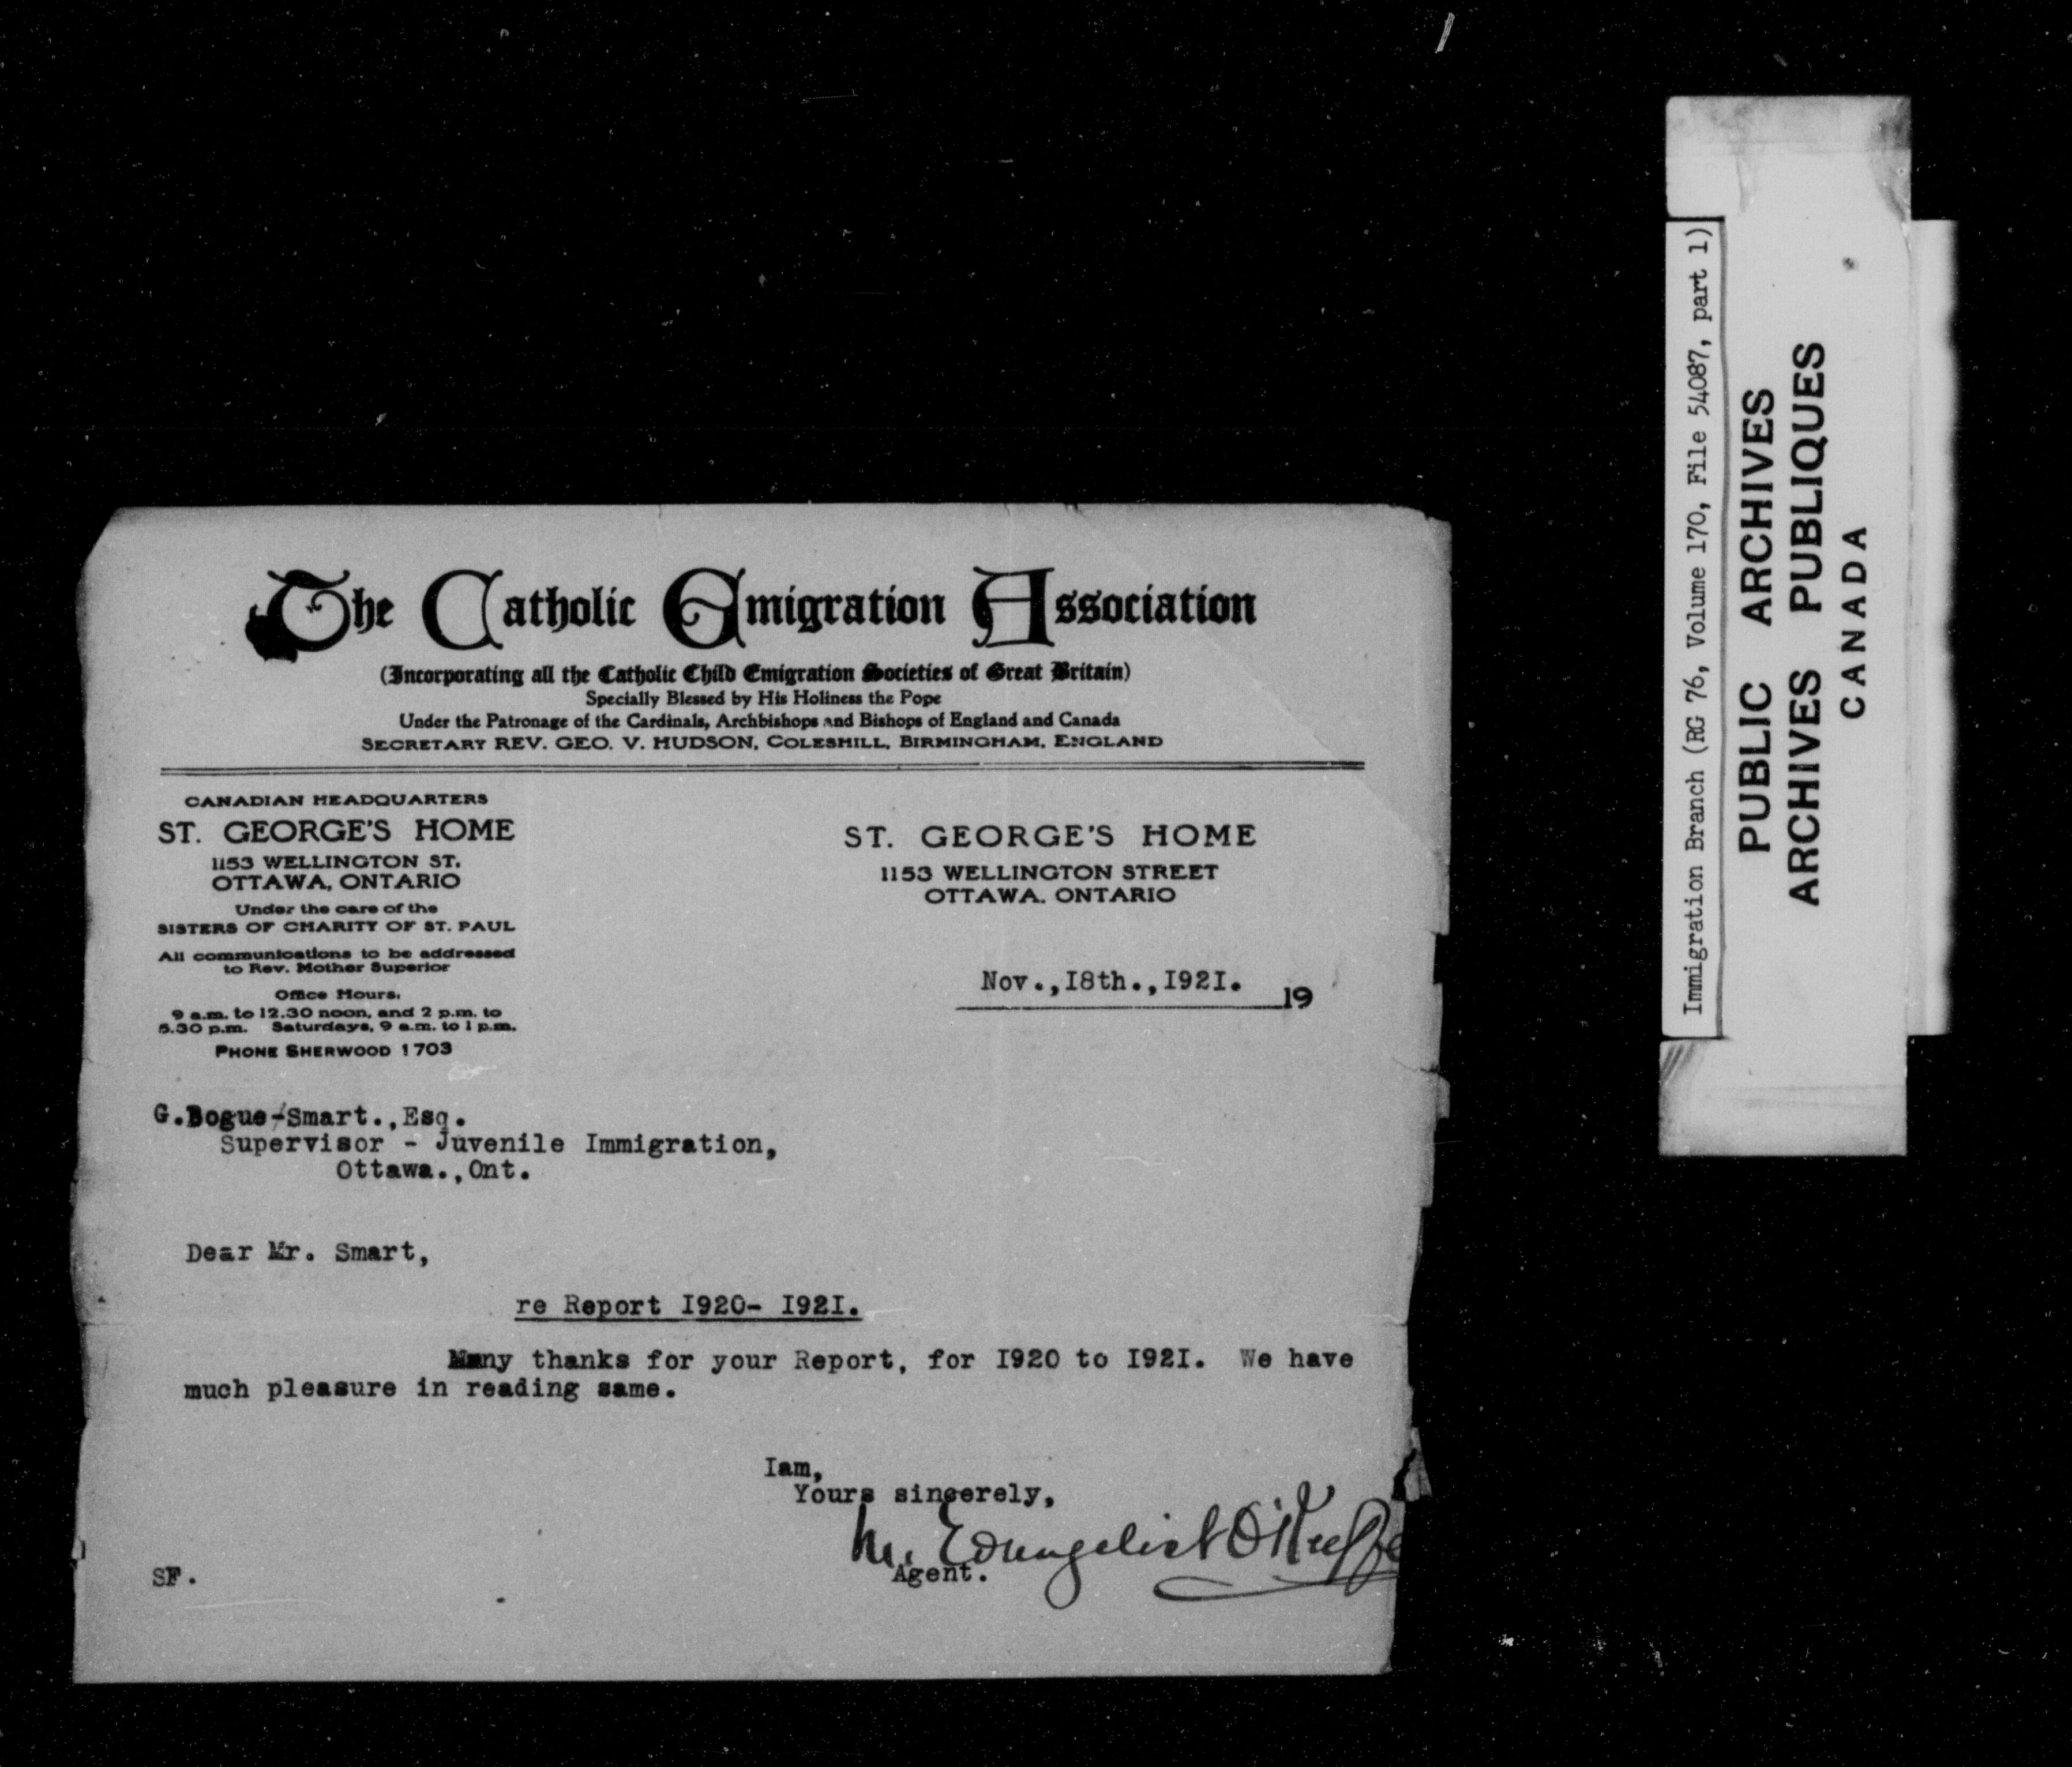 The Catholic Emigration Association
(Incorporating all the Catholic Child Emigration Societies of Great Britain)
Specially Blessed by His Holiness the Pope
Under the Patronage of the Cardinals, Archbishops and Bishops of England and Canada
SECRETARY REV. GEO. V. HUDSON, COLESHILL, BIRMINGHAM, ENGLAND
CANADIAN HEADQUARTERS
ST. GEORGE'S HOME
1153 WELLINGTON ST.
OTTAWA, ONTARIO
Under the care of the
SISTERS OF CHARITY OF ST. PAUL
All communications to be addressed
to Rev. Mother Superior
Office Hours.
9 a.m. to 12.30 noon, and 2 p.m. to
5.30 p.m. Saturdays, 9 a.m. to 1 p.m.
PHONE SHERWOOD 1703
ST. GEORGE'S HOME
1153 WELLINGTON STREET
OTTAWA. ONTARIO
Nov.,I8th.,I92I. 19
G.Bogue-Smart.,Esq.
Supervisor - Juvenile Immigration,
Ottawa.,Ont.
Dear Mr. Smart,
re Report I920- I92I.
Many thanks for your Report, for I920 to I92I. We have
much pleasure in reading same.
Iam,
Yours sincerely,
M. Evangelist O'Keeffe
Agent.
SF.
Immigration Branch (RG 76, Volume 170, File 54087, part 1)
PUBLIC ARCHIVES
ARCHIVES PUBLIQUES
CANADA